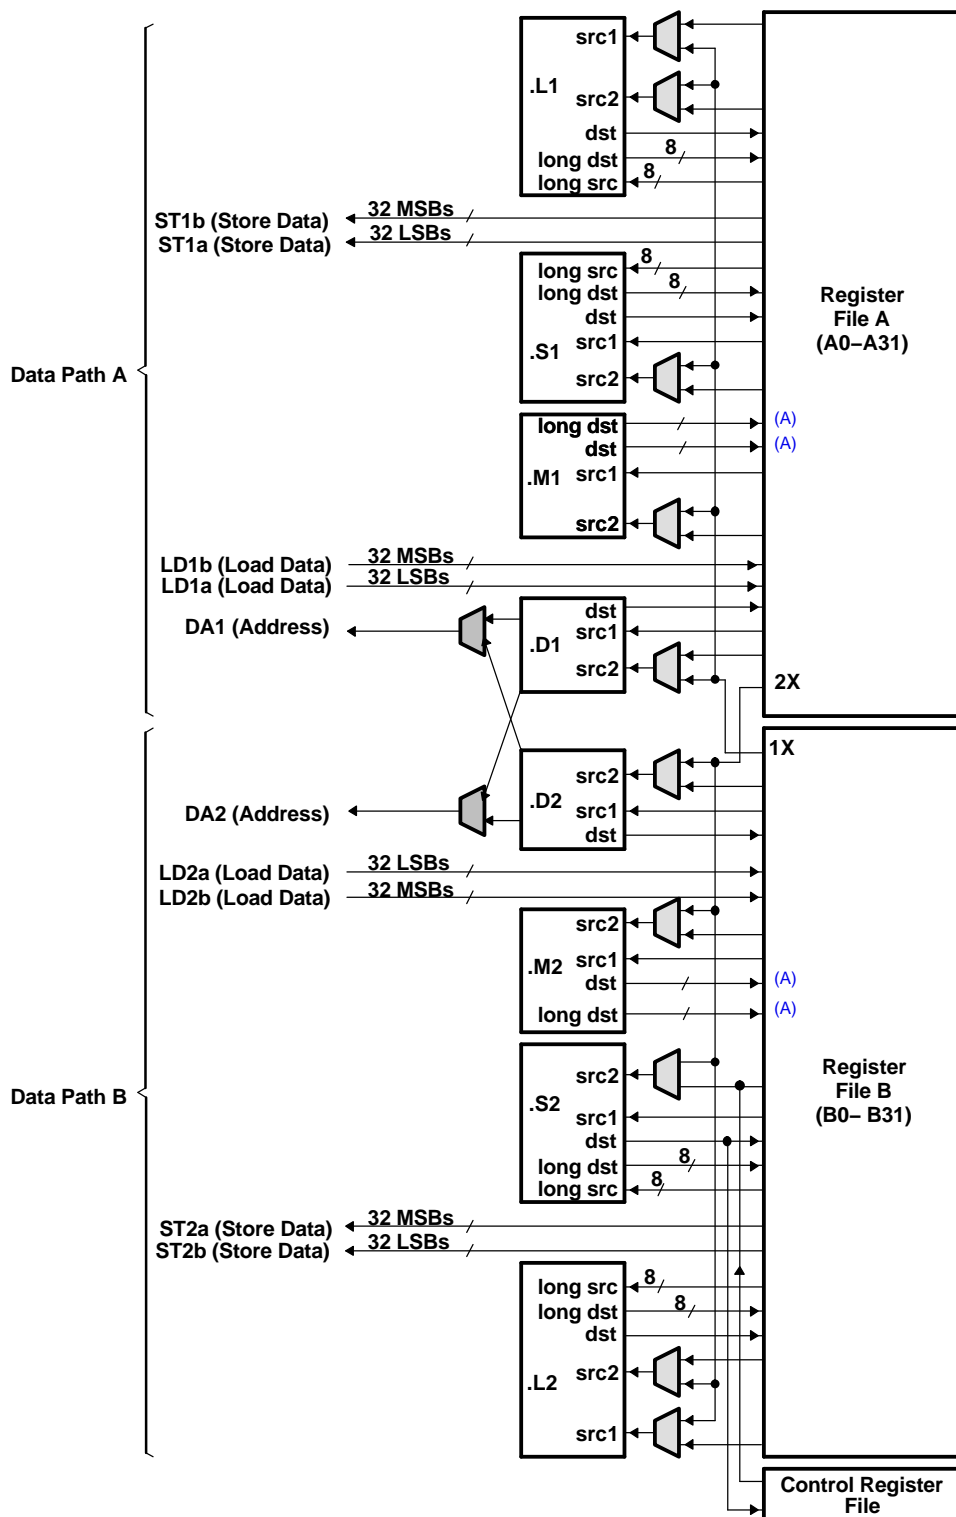 src1
.L1
src2
dst
long dst
8
long src
8
ST1b (Store Data)
32 MSBs
ST1a (Store Data)
32 LSBs
long src
8
long dst
8
dst
.S1
src1
src2
Register
File A
(A0–A31)
Data Path A
long dst
(A)
dst
(A)
.M1
src1
src2
LD1b (Load Data)
32 MSBs
LD1a (Load Data)
32 LSBs
DA1 (Address)
dst
.D1
src1
src2
2X
1X
src2
.D2
src1
dst
DA2 (Address)
LD2a (Load Data)
32 LSBs
LD2b (Load Data)
32 MSBs
src2
.M2
src1
dst
(A)
long dst
(A)
src2
.S2
src1
dst
long dst
8
long src
8
Register
File B
(B0– B31)
Data Path B
ST2a (Store Data)
32 MSBs
ST2b (Store Data)
32 LSBs
long src
8
long dst
8
dst
.L2
src2
src1
Control Register
File